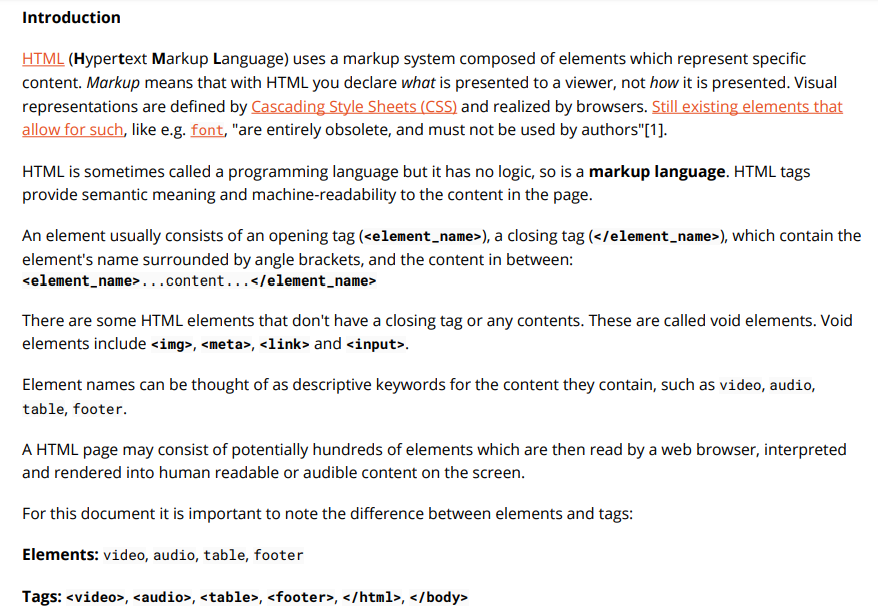 Introduction
HTML (Hypertext Markup Language) uses a markup system composed of elements which represent specific
content. Markup means that with HTML you declare what is presented to a viewer, not how it is presented. Visual
representations are defined by Cascading Style Sheets (CSS) and realized by browsers. Still existing elements that
allow for such, like e.g. font, "are entirely obsolete, and must not be used by authors"[1].
HTML is sometimes called a programming language but it has no logic, so is a markup language. HTML tags
provide semantic meaning and machine-readability to the content in the page.
An element usually consists of an opening tag (<element_name>), a closing tag (</element_name>), which contain the
element's name surrounded by angle brackets, and the content in between:
<element_name>...content...</element_name>
There are some HTML elements that don't have a closing tag or any contents. These are called void elements. Void
elements include <img>, <meta>, <link> and <input>.
Element names can be thought of as descriptive keywords for the content they contain, such as video, audio,
table, footer.
A HTML page may consist of potentially hundreds of elements which are then read by a web browser, interpreted
and rendered into human readable or audible content on the screen.
For this document it is important to note the difference between elements and tags:
Elements: video, audio, table, footer
Tags: <video>, <audio>, <table>, <footer>, </html>, </body>